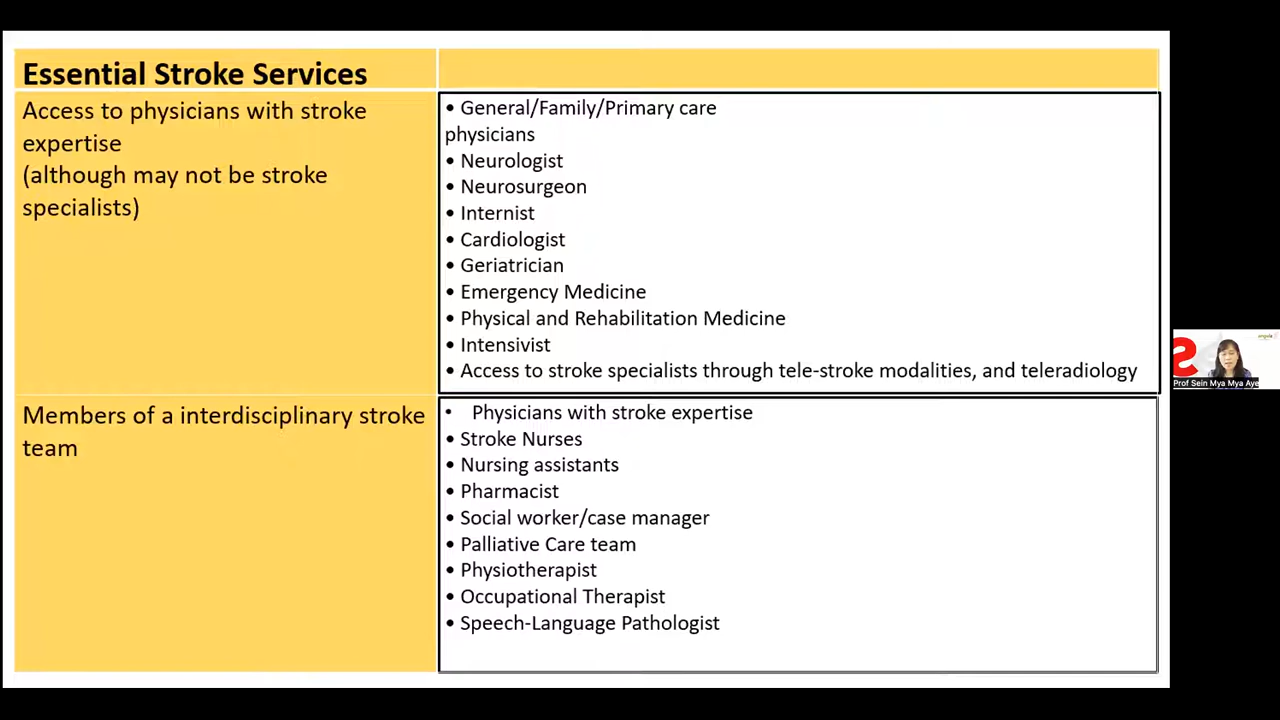 Essential Stroke Services
Access to physicians with stroke
expertise
(although may not be stroke
specialists)
• General/Family/Primary care
physicians
• Neurologist
• Neurosurgeon
• Internist
• Cardiologist
• Geriatrician
• Emergency Medicine
• Physical and Rehabilitation Medicine
• Intensivist
• Access to stroke specialists through tele-stroke modalities, and teleradiology
Members of a interdisciplinary stroke
team
• Physicians with stroke expertise
• Stroke Nurses
• Nursing assistants
• Pharmacist
• Social worker/case manager
• Palliative Care team
• Physiotherapist
• Occupational Therapist
• Speech-Language Pathologist
Prof Sein Mya Mya Aye